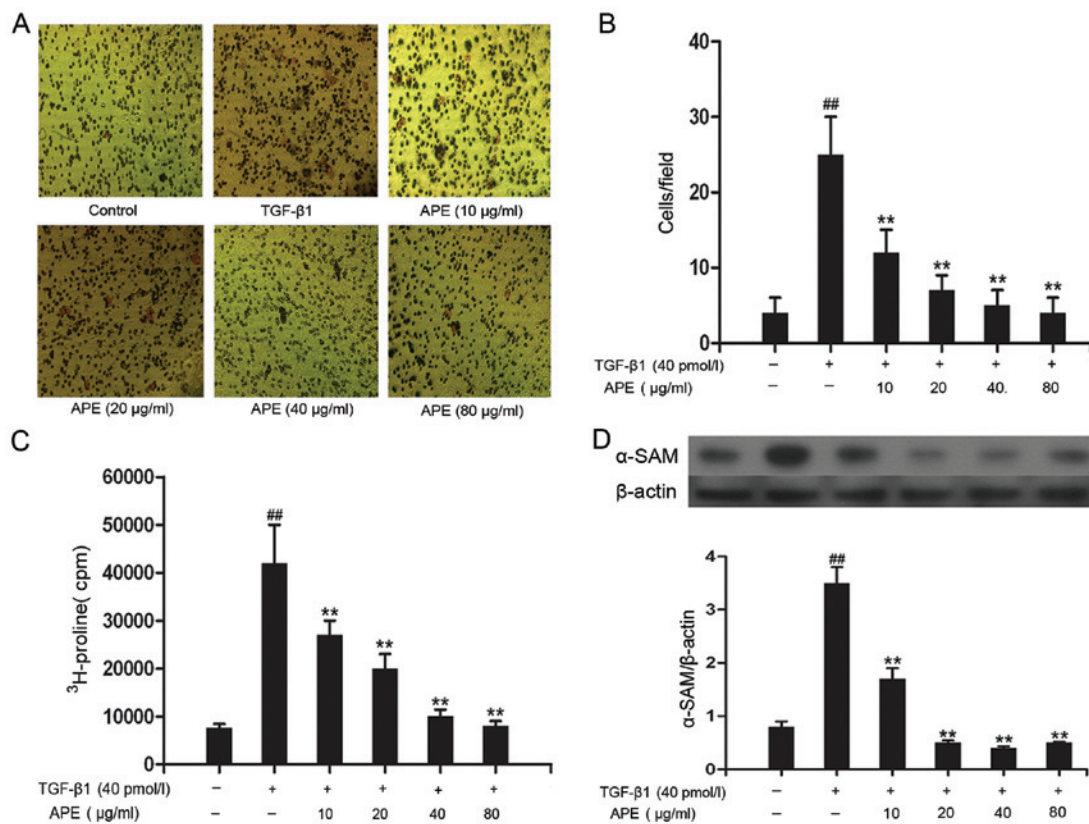 A
Control
TGF-β1
APE (10 μg/ml)
APE (20 μg/ml)
APE (40 μg/ml)
APE (80 μg/ml)
B
Cells/field
40
30
20
10
0
##
**
**
**
**
TGF-β1 (40 pmol/l) – + + + + +
APE ( μg/ml) – – 10 20 40. 80
C
³H-proline( cpm)
60000
50000
40000
30000
20000
10000
0
##
**
**
**
**
TGF-β1 (40 pmol/l) – + + + + +
APE ( μg/ml) – – 10 20 40 80
D
α-SAM
β-actin
α-SAM/β-actin
4
3
2
1
0
##
**
**
**
**
TGF-β1 (40 pmol/l) – + + + + +
APE ( μg/ml) – – 10 20 40 80